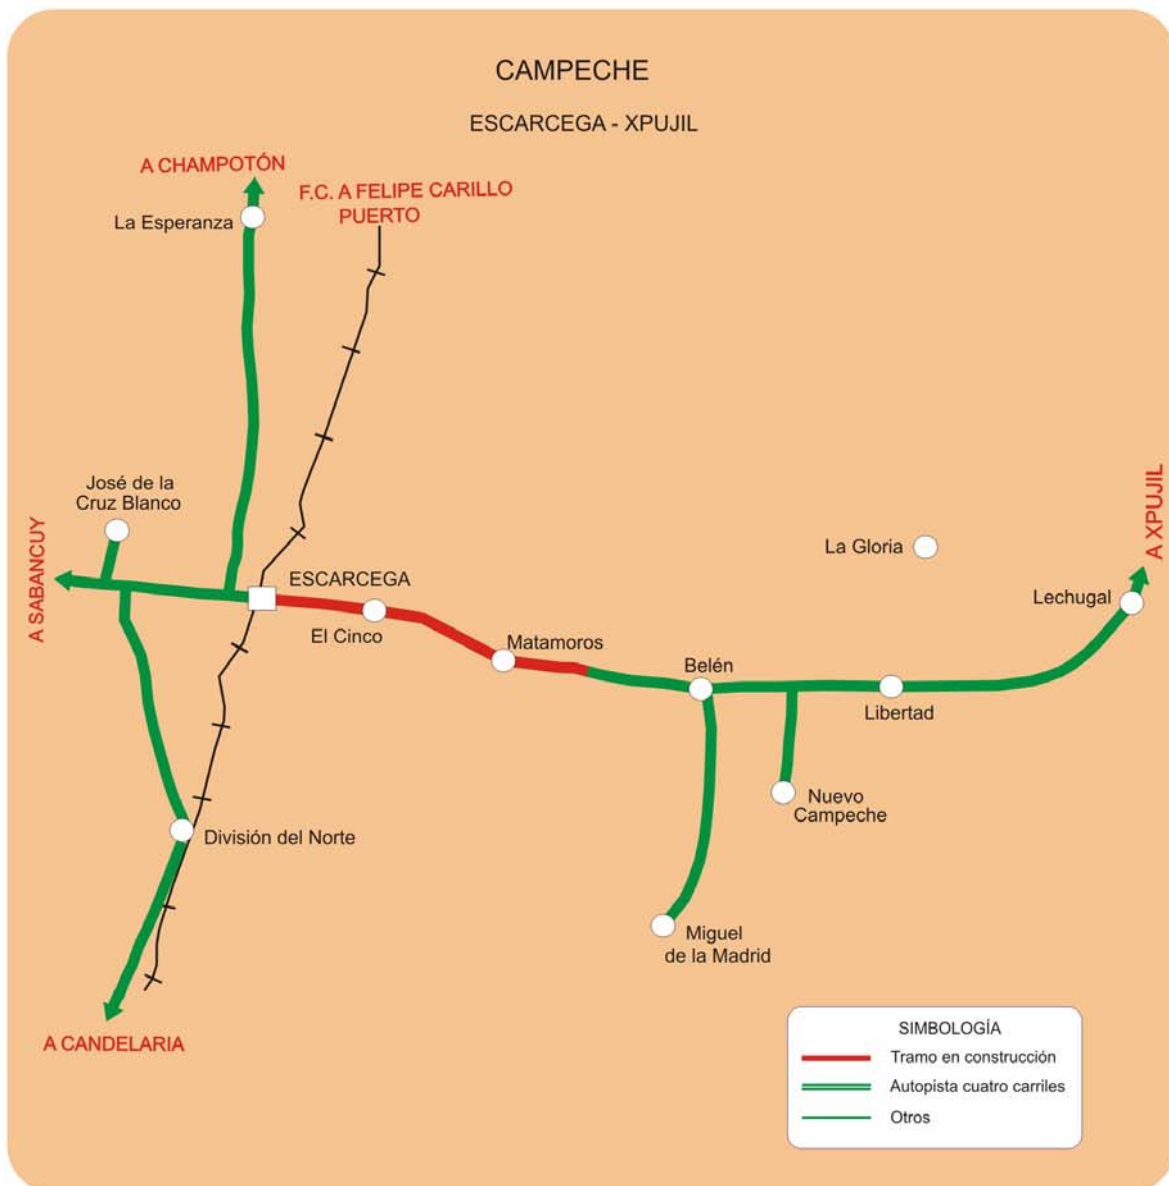 CAMPECHE
ESCARCEGA - XPUJIL
A CHAMPOTÓN
F.C. A FELIPE CARILLO
PUERTO
La Esperanza
José de la
Cruz Blanco
A SABANCUY
ESCARCEGA
El Cinco
Matamoros
Belén
La Gloria
Libertad
Lechugal
A XPUJIL
Nuevo
Campeche
División del Norte
Miguel
de la Madrid
A CANDELARIA
SIMBOLOGÍA
Tramo en construcción
Autopista cuatro carriles
Otros